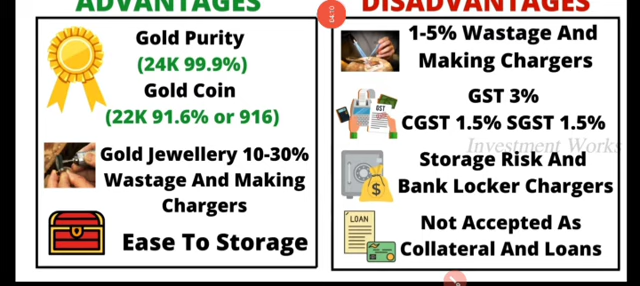 ADVANTAGES
Gold Purity
(24K 99.9%)
Gold Coin
(22K 91.6% or 916)
Gold Jewellery 10-30%
Wastage And Making
Chargers
Ease To Storage
04:10
DISADVANTAGES
1-5% Wastage And
Making Chargers
GST
GST 3%
CGST 1.5% SGST 1.5%
Investment Works
Storage Risk And
Bank Locker Chargers
$
LOAN
Not Accepted As
Collateral And Loans